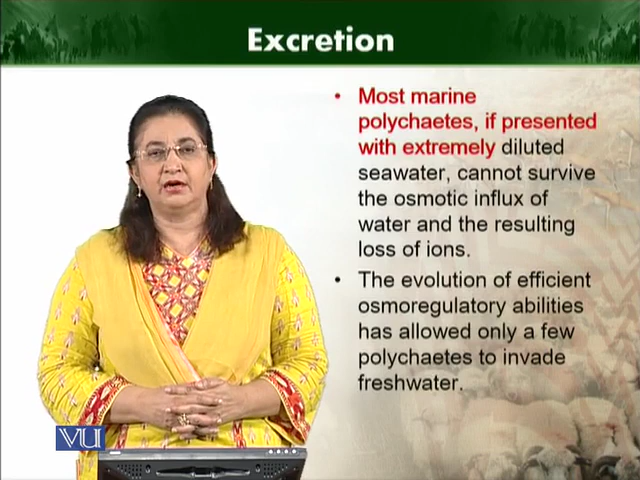 Excretion
• Most marine
polychaetes, if presented
with extremely diluted
seawater, cannot survive
the osmotic influx of
water and the resulting
loss of ions.
• The evolution of efficient
osmoregulatory abilities
has allowed only a few
polychaetes to invade
freshwater.
VU